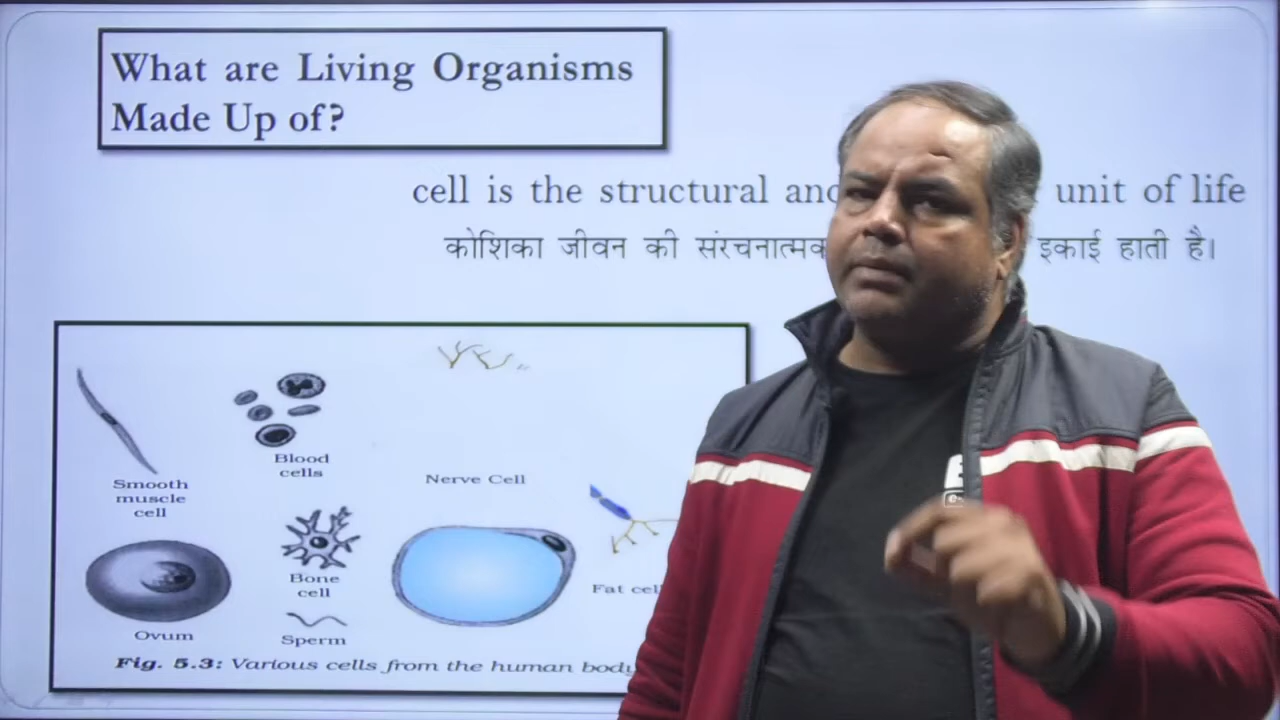 What are Living Organisms
Made Up of?
cell is the structural and unit of life
कोशिका जीवन की संरचनात्मक इकाई हाती है।
Smooth
muscle
cell
Blood
cells
Nerve Cell
Ovum
Bone
cell
Sperm
Fat
Fig. 5.3: Various cells from the human body